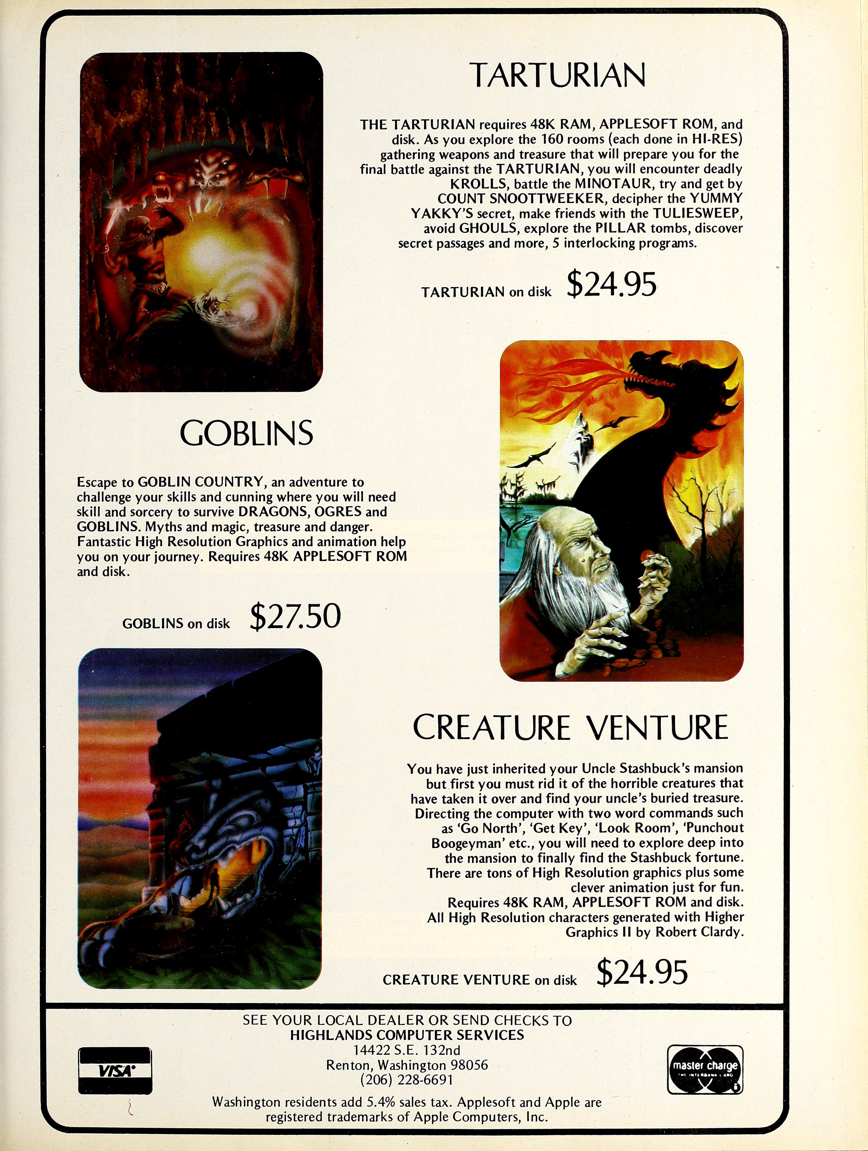 TARTURIAN
THE TARTURIAN requires 48K RAM, APPLESOFT ROM, and
disk. As you explore the 160 rooms (each done in HI-RES)
gathering weapons and treasure that will prepare you for the
final battle against the TARTURIAN, you will encounter deadly
KROLLS, battle the MINOTAUR, try and get by
COUNT SNOOTTWEEKER, decipher the YUMMY
YAKKY'S secret, make friends with the TULIESWEEP,
avoid GHOULS, explore the PILLAR tombs, discover
secret passages and more, 5 interlocking programs.
TARTURIAN on disk $24.95
GOBLINS
Escape to GOBLIN COUNTRY, an adventure to
challenge your skills and cunning where you will need
skill and sorcery to survive DRAGONS, OGRES and
GOBLINS. Myths and magic, treasure and danger.
Fantastic High Resolution Graphics and animation help
you on your journey. Requires 48K APPLESOFT ROM
and disk.
GOBLINS on disk $27.50
CREATURE VENTURE
You have just inherited your Uncle Stashbuck's mansion
but first you must rid it of the horrible creatures that
have taken it over and find your uncle's buried treasure.
Directing the computer with two word commands such
as 'Go North', 'Get Key', 'Look Room', 'Punchout
Boogeyman' etc., you will need to explore deep into
the mansion to finally find the Stashbuck fortune.
There are tons of High Resolution graphics plus some
clever animation just for fun.
Requires 48K RAM, APPLESOFT ROM and disk.
All High Resolution characters generated with Higher
Graphics II by Robert Clardy.
CREATURE VENTURE on disk $24.95
SEE YOUR LOCAL DEALER OR SEND CHECKS TO
HIGHLANDS COMPUTER SERVICES
14422 S.E. 132nd
Renton, Washington 98056
(206) 228-6691
Washington residents add 5.4% sales tax. Applesoft and Apple are
registered trademarks of Apple Computers, Inc.
VISA®
master charge
THE INTERBANK CARD